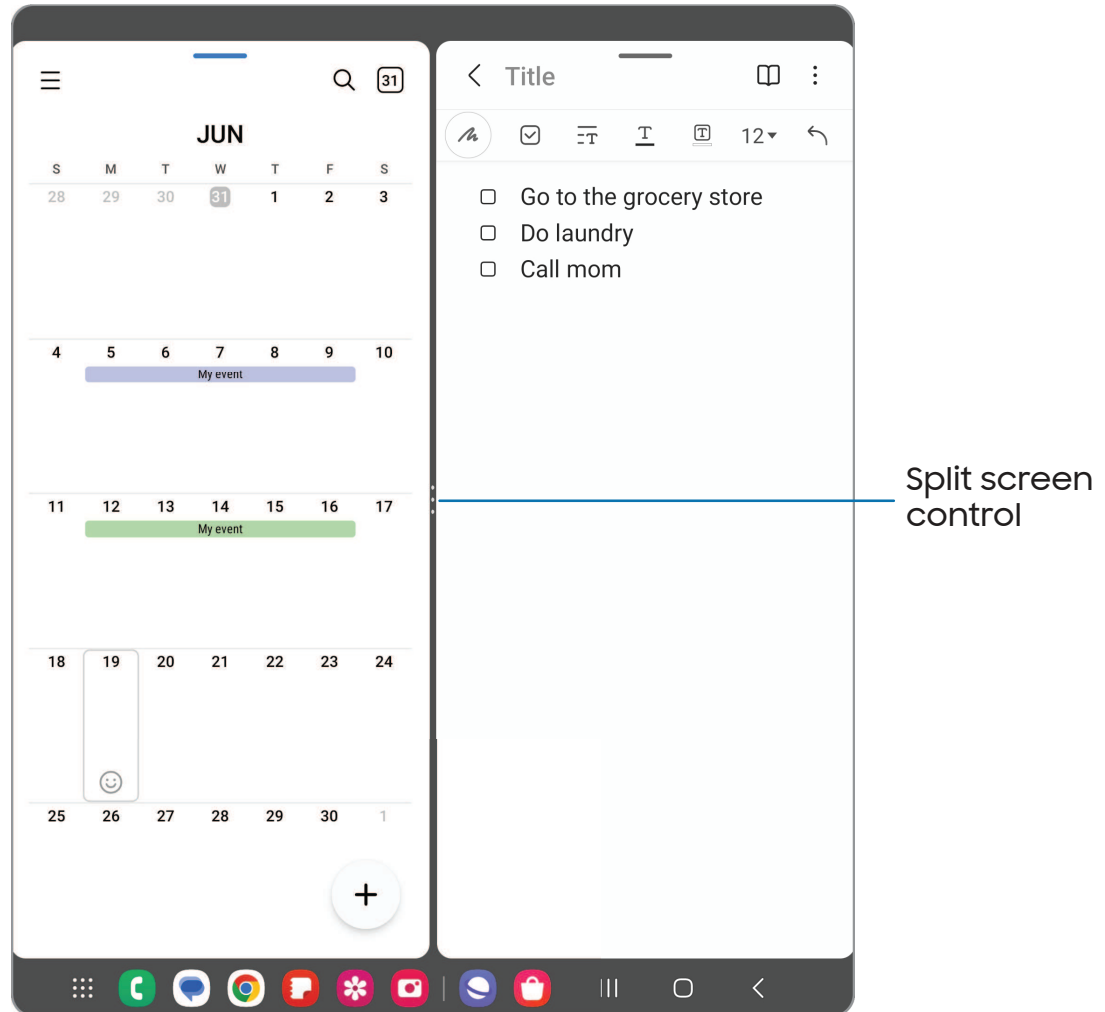 31
JUN
S M T W T F S
28 29 30 31 1 2 3
4 5 6 7 8 9 10
My event
11 12 13 14 15 16 17
My event
18 19 20 21 22 23 24
25 26 27 28 29 30 1
Title
T T T 12
Go to the grocery store
Do laundry
Call mom
Split screen
control